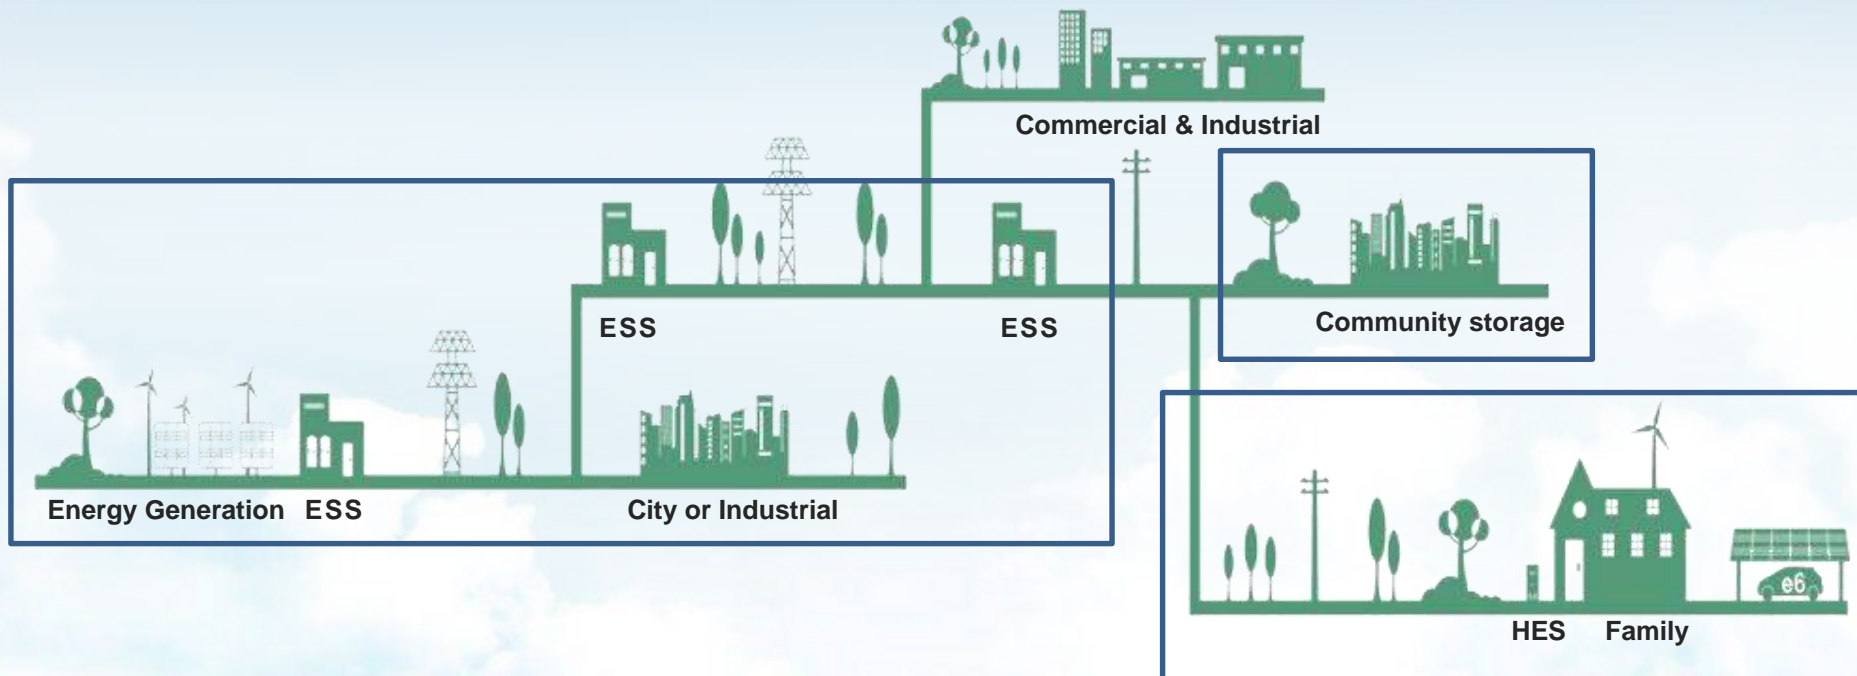 Commercial & Industrial
ESS
ESS
Community storage
Energy Generation ESS
City or Industrial
e6
HES Family